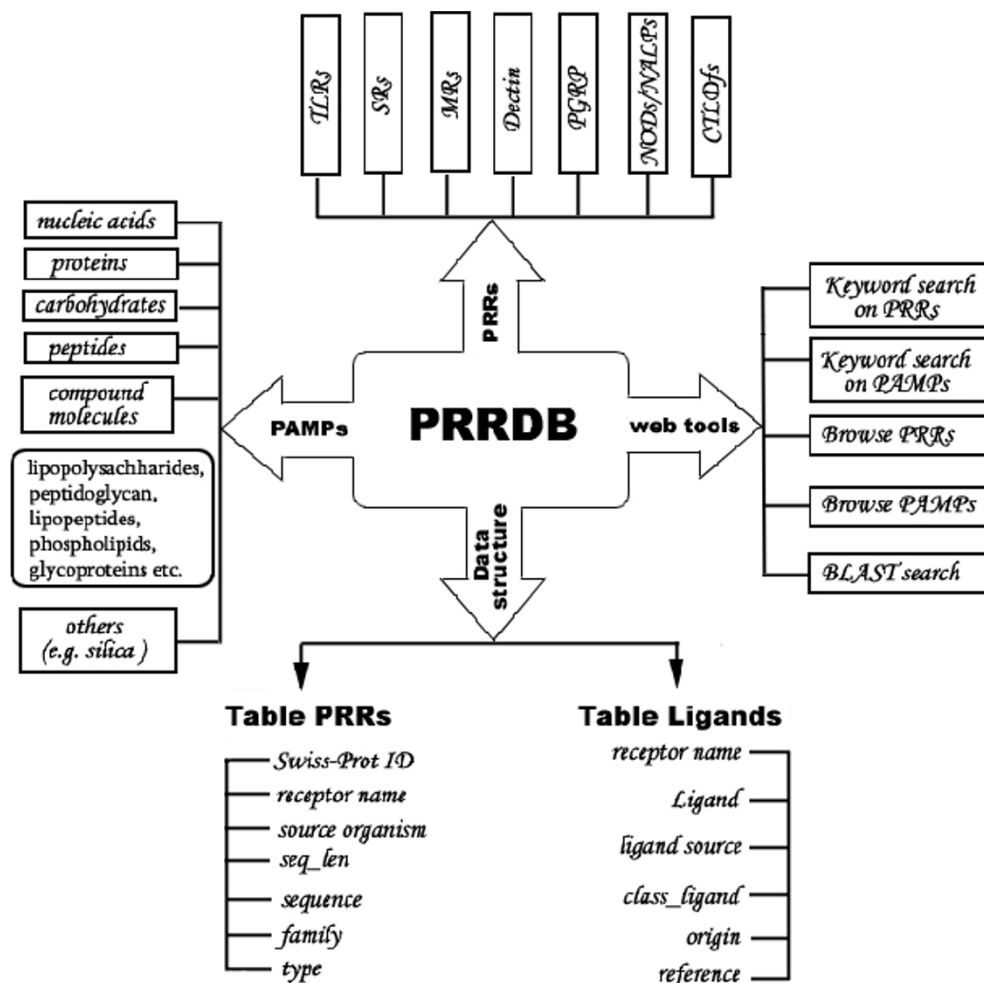 TLRs
SRs
MRs
Dectin
PGRP
NODs/NALPs
CTLDfs
PRRs
nucleic acids
proteins
carbohydrates
peptides
compound
molecules
lipopolysachharides,
peptidoglycan,
lipopeptides,
phospholipids,
glycoproteins etc.
others
(e.g. silica )
PAMPs
PRRDB
web tools
Keyword search
on PRRs
Keyword search
on PAMPs
Browse PRRs
Browse PAMPs
BLAST search
Data
structure
Table PRRs
Swiss-Prot ID
receptor name
source organism
seq_len
sequence
family
type
Table Ligands
receptor name
Ligand
ligand source
class_ligand
origin
reference